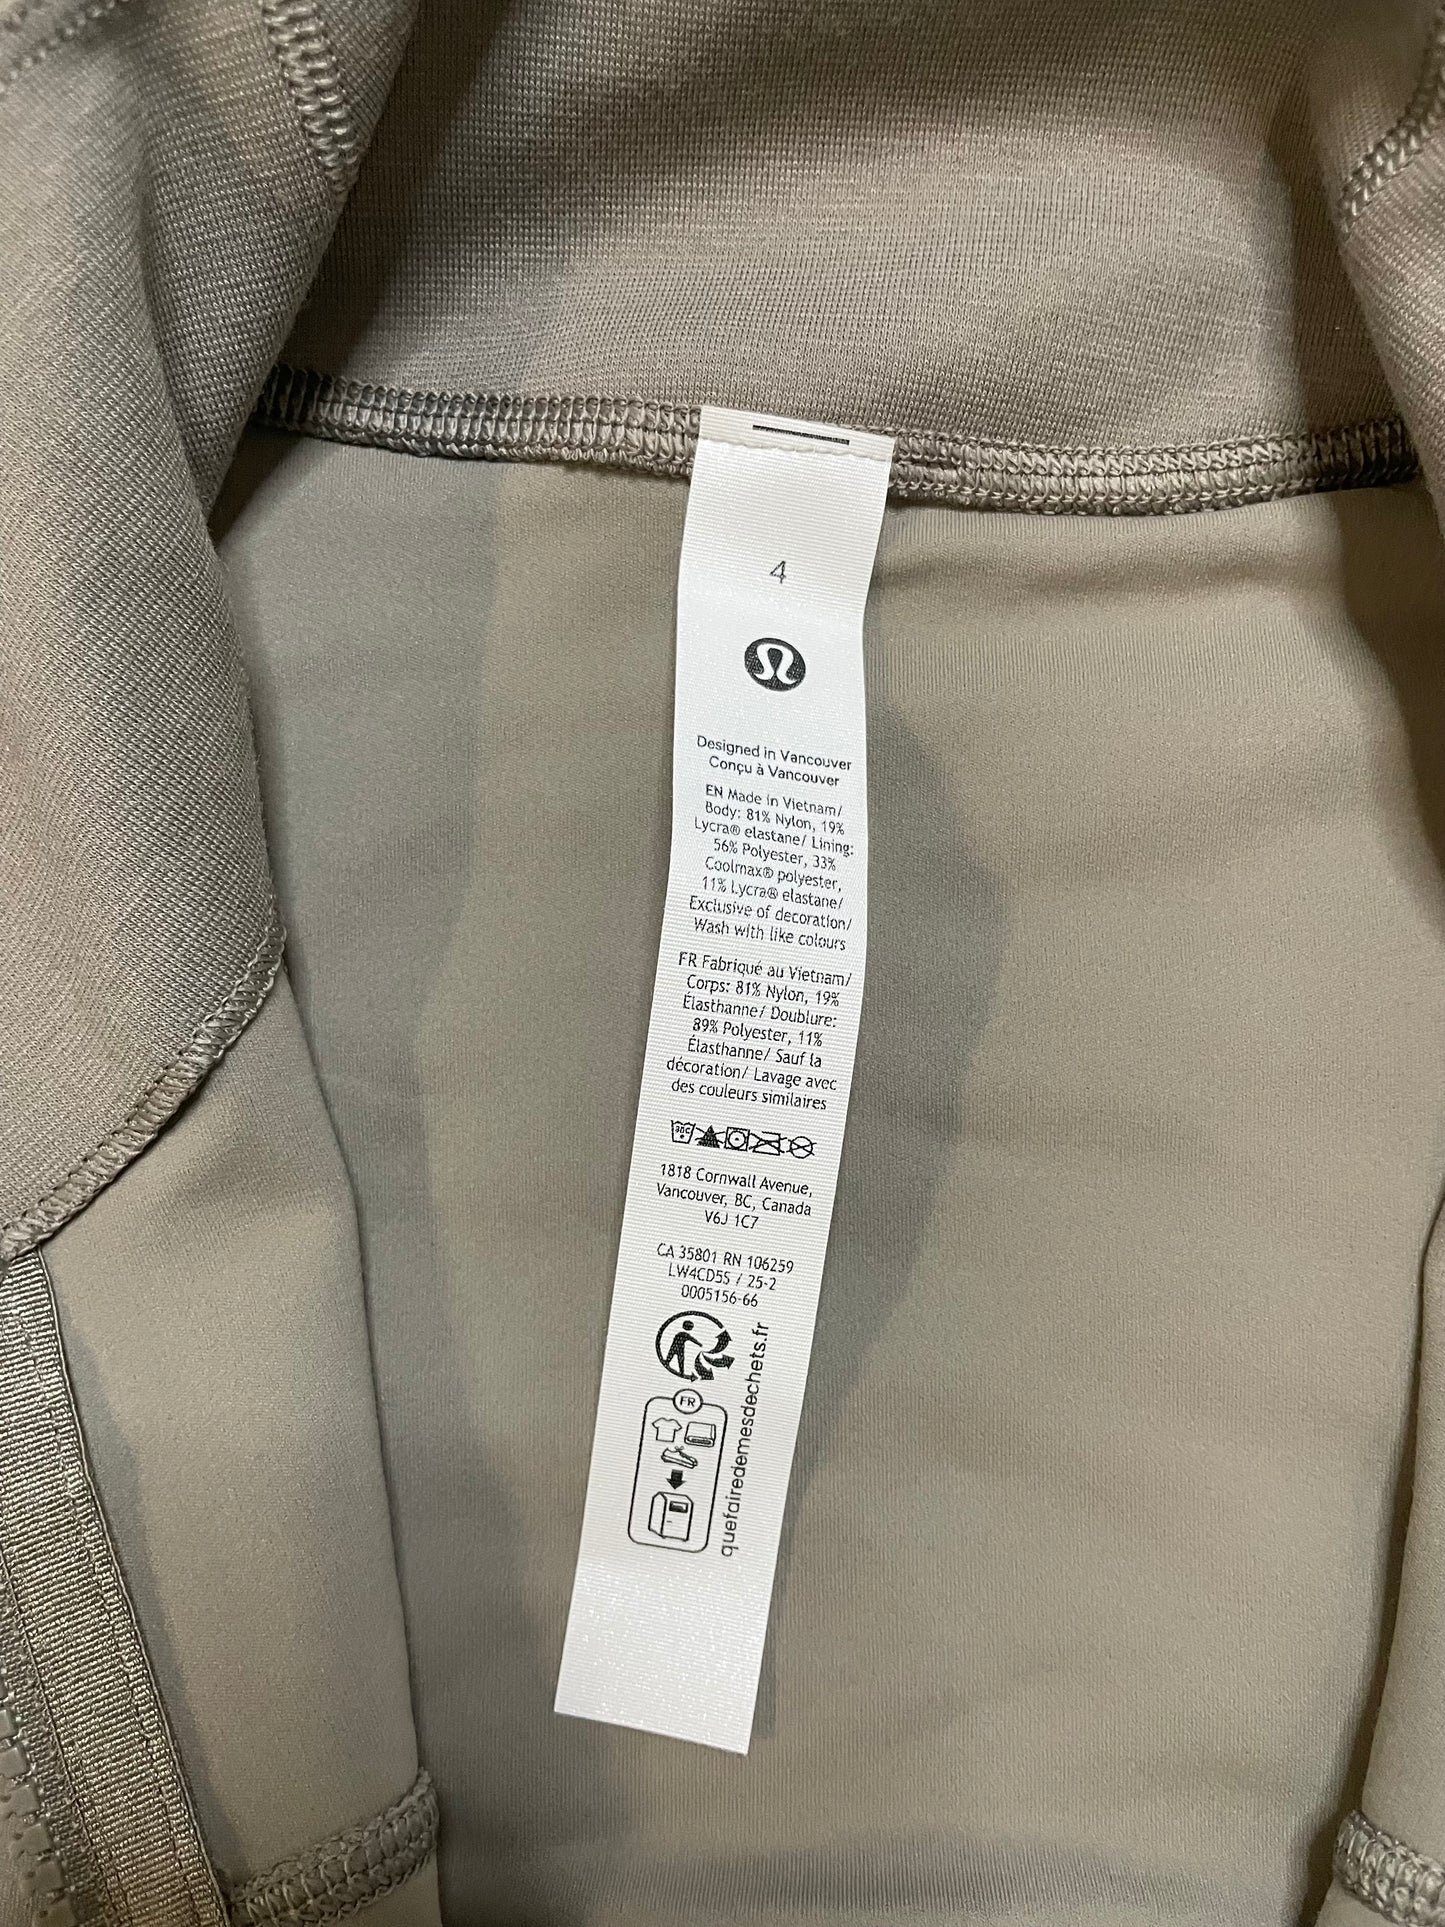 4
Designed in Vancouver
Conçu à Vancouver
EN Made in Vietnam/
Body: 81% Nylon, 19%
Lycra® elastane/ Lining:
56% Polyester, 33%
Coolmax® polyester,
11% Lycra® elastane/
Exclusive of decoration/
Wash with like colours
FR Fabriqué au Vietnam/
Corps: 81% Nylon, 19%
Élasthanne/ Doublure:
89% Polyester, 11%
Élasthanne/ Sauf la
décoration/ Lavage avec
des couleurs similaires
1818 Cornwall Avenue,
Vancouver, BC, Canada
V6J 1C7
CA 35801 RN 106259
LW4CD5S / 25-2
0005156-66
FR
quefairedemesdechets.fr